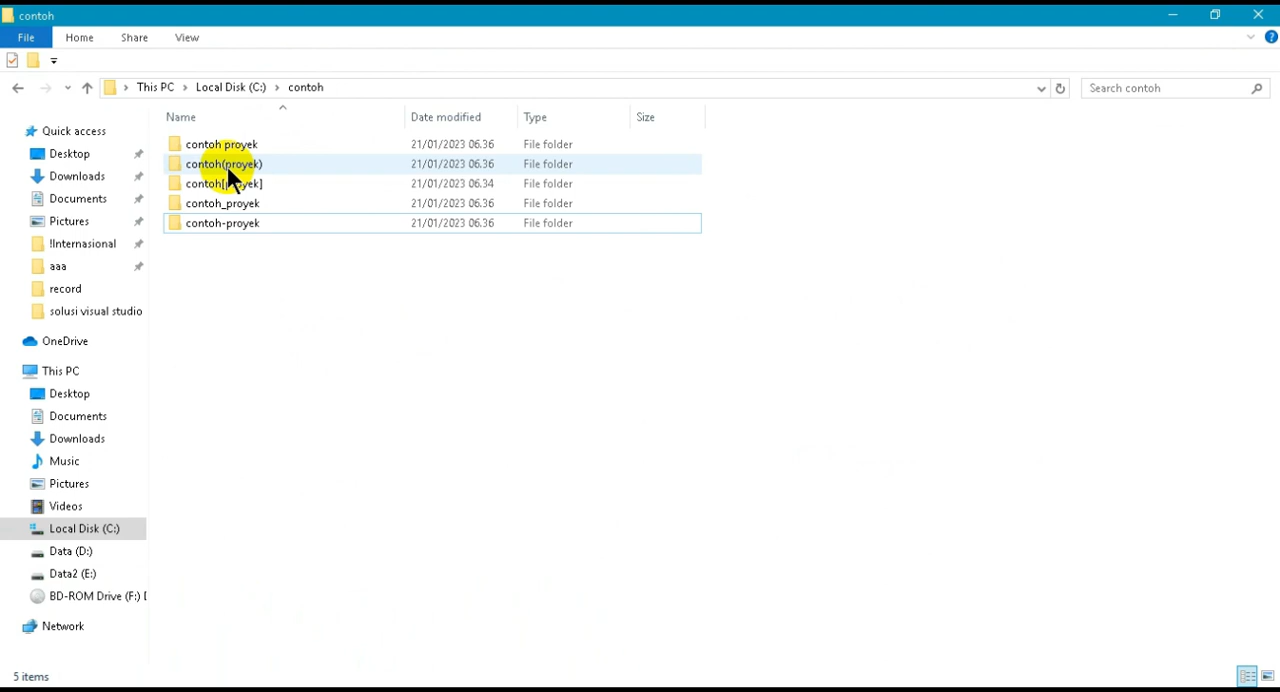 contoh
File Home Share View
This PC > Local Disk (C:) > contoh
Search contoh
Name Date modified Type Size
contoh proyek 21/01/2023 06.36 File folder
contoh(proyek) 21/01/2023 06.36 File folder
contoh[proyek] 21/01/2023 06.34 File folder
contoh_proyek 21/01/2023 06.36 File folder
contoh-proyek 21/01/2023 06.36 File folder
Quick access
Desktop
Downloads
Documents
Pictures
!Internasional
aaa
record
solusi visual studio
OneDrive
This PC
Desktop
Documents
Downloads
Music
Pictures
Videos
Local Disk (C:)
Data (D:)
Data2 (E:)
BD-ROM Drive (F:)
Network
5 items